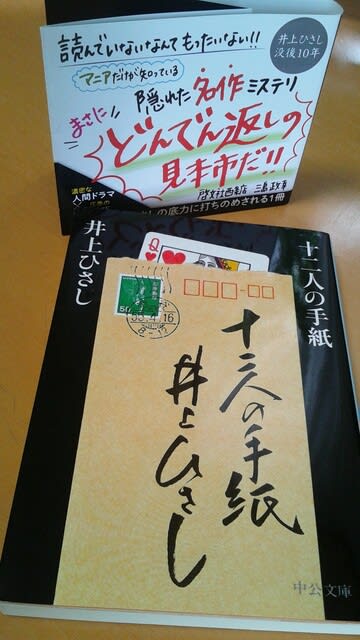 読んでいないなんてもったいない!!
井上ひさし
没後10年
マニアだけが知っている
隠れた名作ミステリ
まさに
どんでん返しの
見本市だ!!
啓文社西条店 三島政幸
濃密な
人間ドラマ
しの底力に打ちのめされる1冊
十二人の手紙
井上ひさし
Q
50
8-12
十二人の手紙
井上ひさし
中公文庫